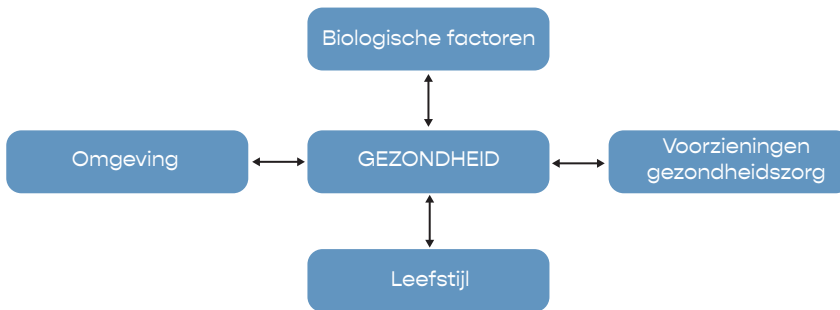 Biologische factoren
Omgeving
GEZONDHEID
Voorzieningen
gezondheidszorg
Leefstijl